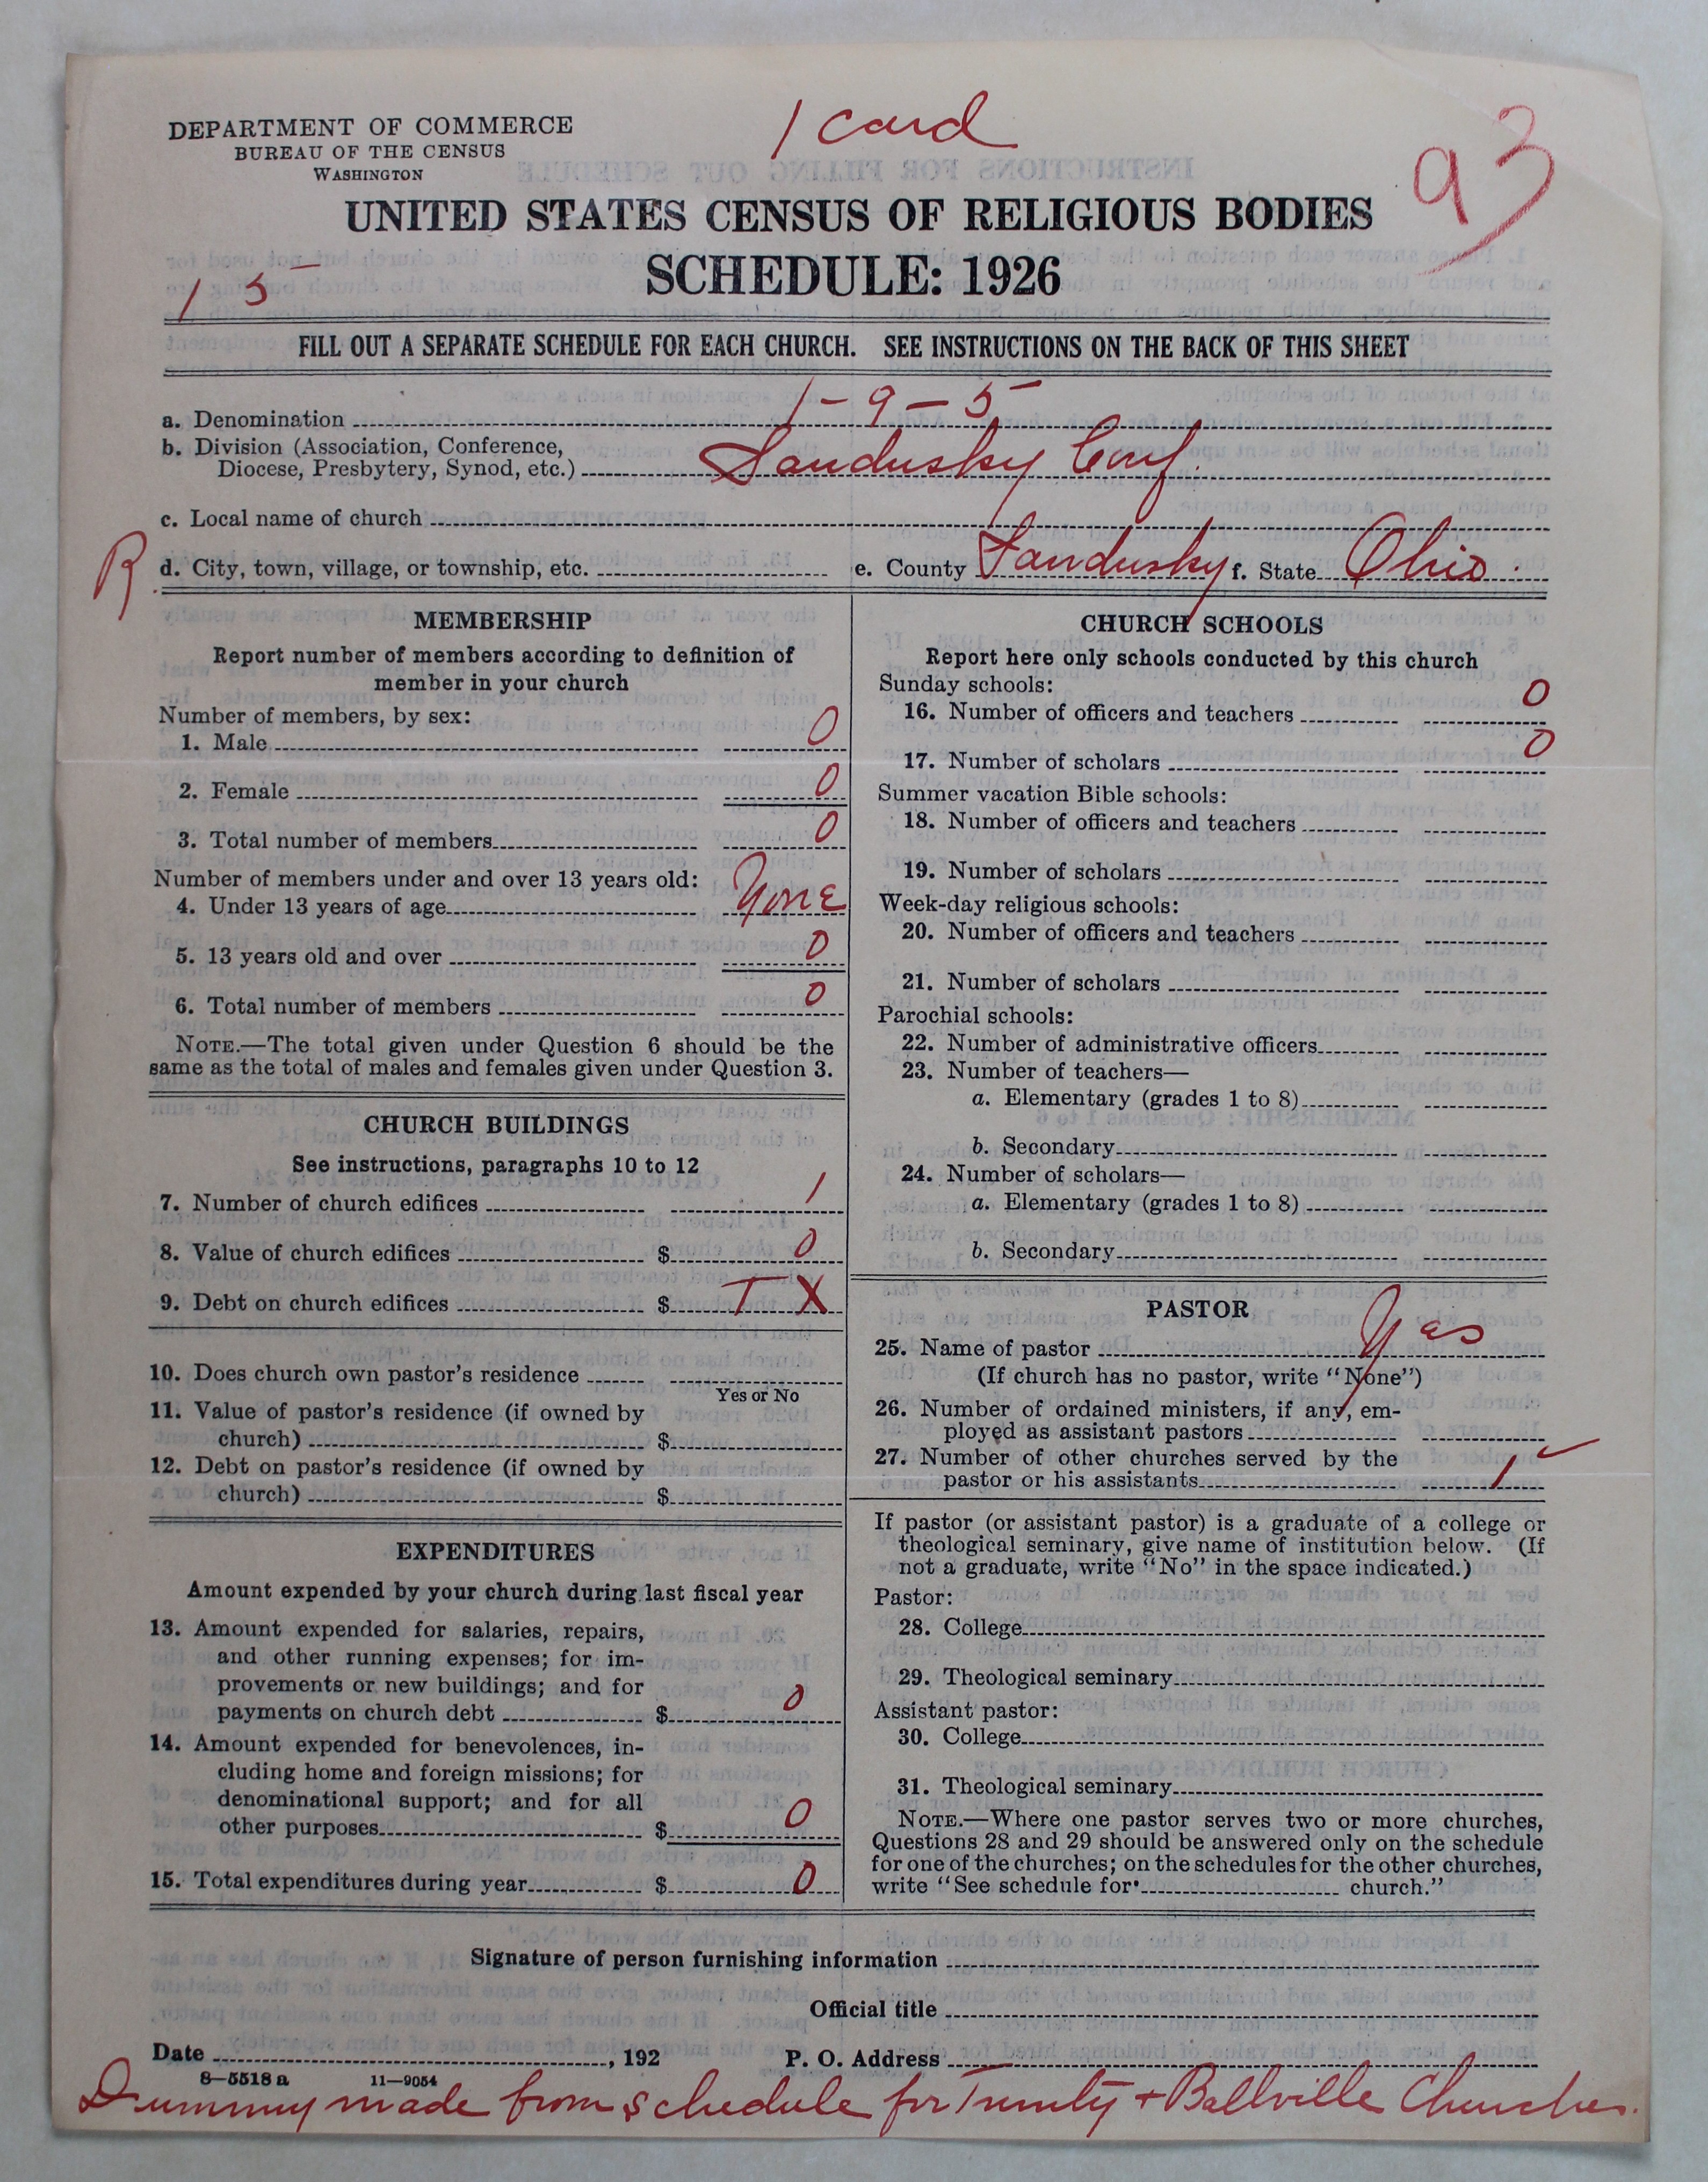 1 card
93
DEPARTMENT OF COMMERCE
BUREAU OF THE CENSUS
WASHINGTON
UNITED STATES CENSUS OF RELIGIOUS BODIES
SCHEDULE: 1926
1 5
FILL OUT A SEPARATE SCHEDULE FOR EACH CHURCH. SEE INSTRUCTIONS ON THE BACK OF THIS SHEET
a. Denomination 1-9-5
b. Division (Association, Conference,
Diocese, Presbytery, Synod, etc.) Sandusky Conf.
c. Local name of church
R d. City, town, village, or township, etc. e. County Sandusky f. State Ohio
MEMBERSHIP
Report number of members according to definition of
member in your church
Number of members, by sex:
1. Male 0
2. Female 0
3. Total number of members 0
Number of members under and over 13 years old:
4. Under 13 years of age None
5. 13 years old and over 0
6. Total number of members 0
NOTE.—The total given under Question 6 should be the
same as the total of males and females given under Question 3.
CHURCH BUILDINGS
See instructions, paragraphs 10 to 12
7. Number of church edifices 1
8. Value of church edifices $ 0
9. Debt on church edifices $ T X
10. Does church own pastor's residence
Yes or No
11. Value of pastor's residence (if owned by
church) $
12. Debt on pastor's residence (if owned by
church) $
EXPENDITURES
Amount expended by your church during last fiscal year
13. Amount expended for salaries, repairs,
and other running expenses; for im-
provements or new buildings; and for
payments on church debt $ 0
14. Amount expended for benevolences, in-
cluding home and foreign missions; for
denominational support; and for all
other purposes $ 0
15. Total expenditures during year $ 0
CHURCH SCHOOLS
Report here only schools conducted by this church
Sunday schools:
16. Number of officers and teachers 0
17. Number of scholars 0
Summer vacation Bible schools:
18. Number of officers and teachers
19. Number of scholars
Week-day religious schools:
20. Number of officers and teachers
21. Number of scholars
Parochial schools:
22. Number of administrative officers
23. Number of teachers—
a. Elementary (grades 1 to 8)
b. Secondary
24. Number of scholars—
a. Elementary (grades 1 to 8)
b. Secondary
PASTOR
25. Name of pastor Yes
(If church has no pastor, write "None")
26. Number of ordained ministers, if any, em-
ployed as assistant pastors
27. Number of other churches served by the
pastor or his assistants 1
If pastor (or assistant pastor) is a graduate of a college or
theological seminary, give name of institution below. (If
not a graduate, write "No" in the space indicated.)
Pastor:
28. College
29. Theological seminary
Assistant pastor:
30. College
31. Theological seminary
NOTE.—Where one pastor serves two or more churches,
Questions 28 and 29 should be answered only on the schedule
for one of the churches; on the schedules for the other churches,
write "See schedule for church."
Signature of person furnishing information
Official title
Date , 192 P. O. Address
8-5518 a 11-9054
Dummy made from schedule for Trinity + Ballville Churches.